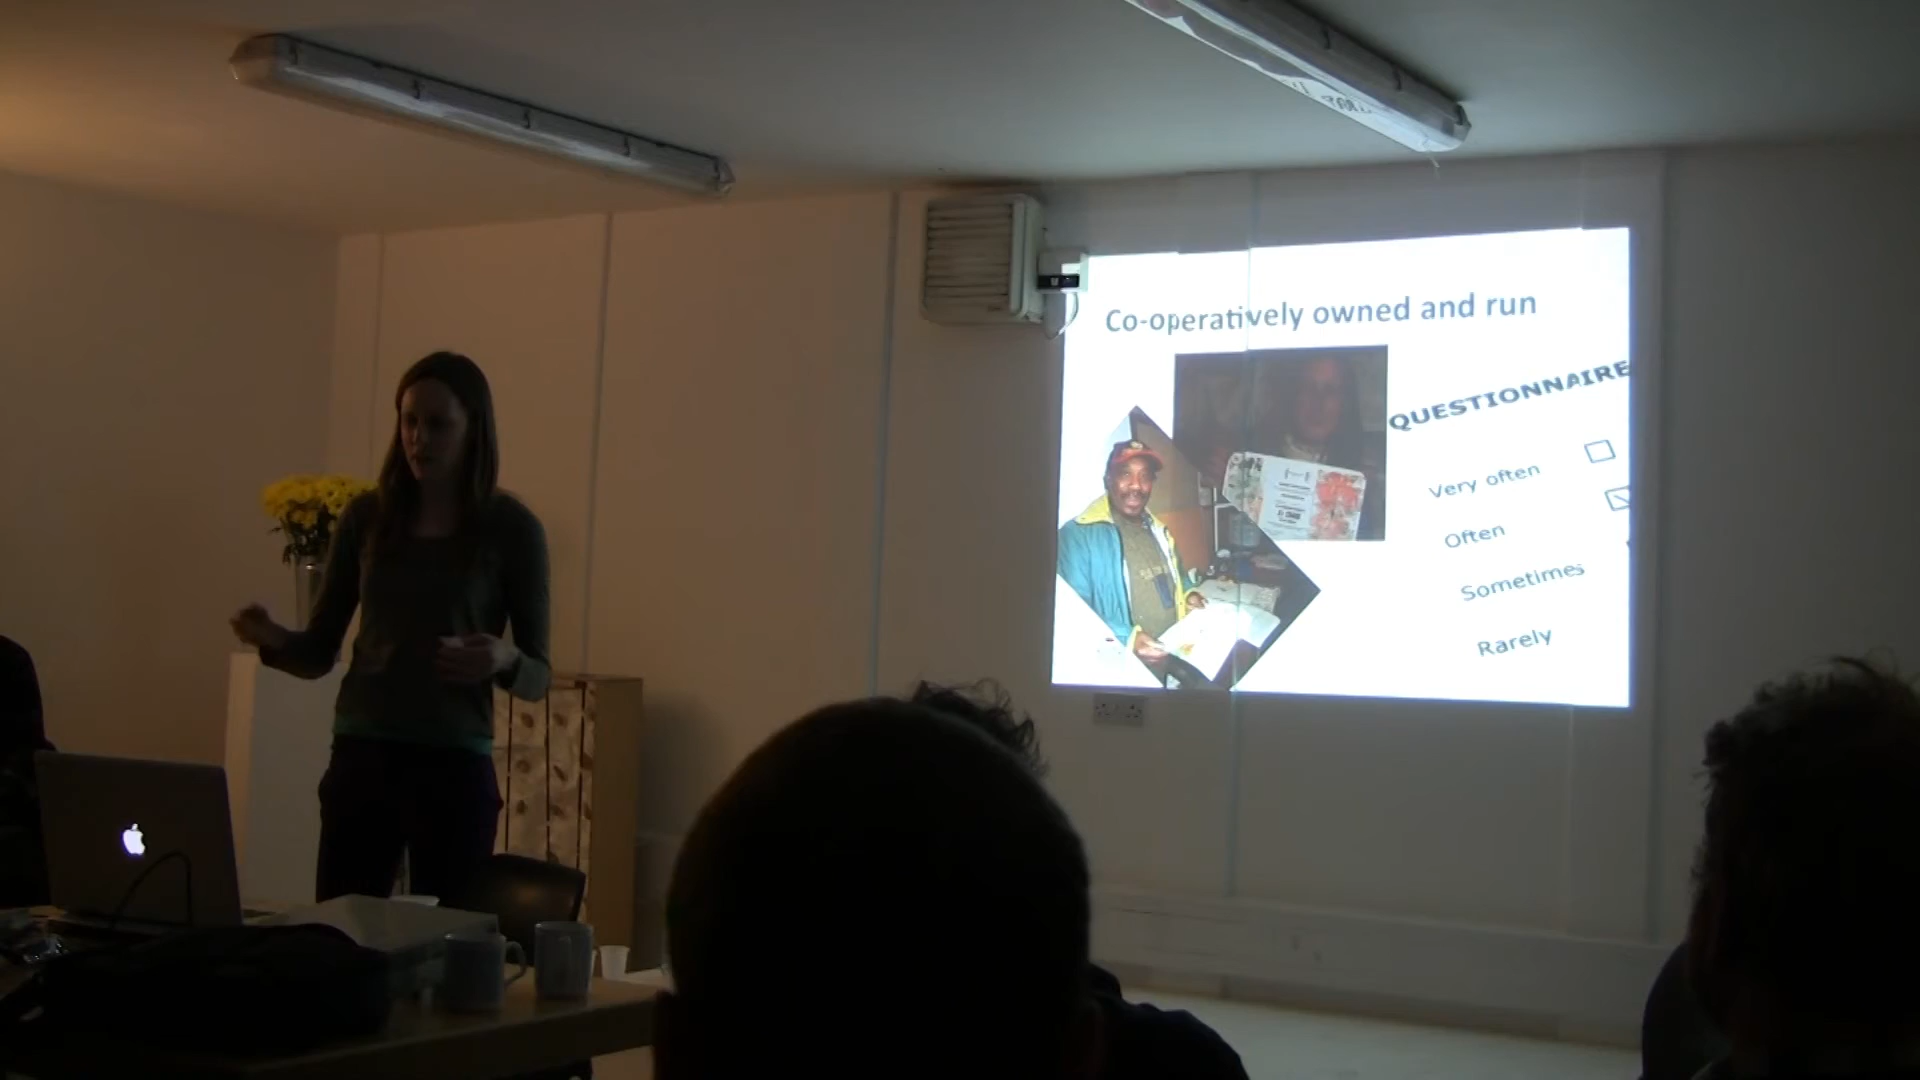 Co-operatively owned and run
QUESTIONNAIRE
Very often
Often
Sometimes
Rarely